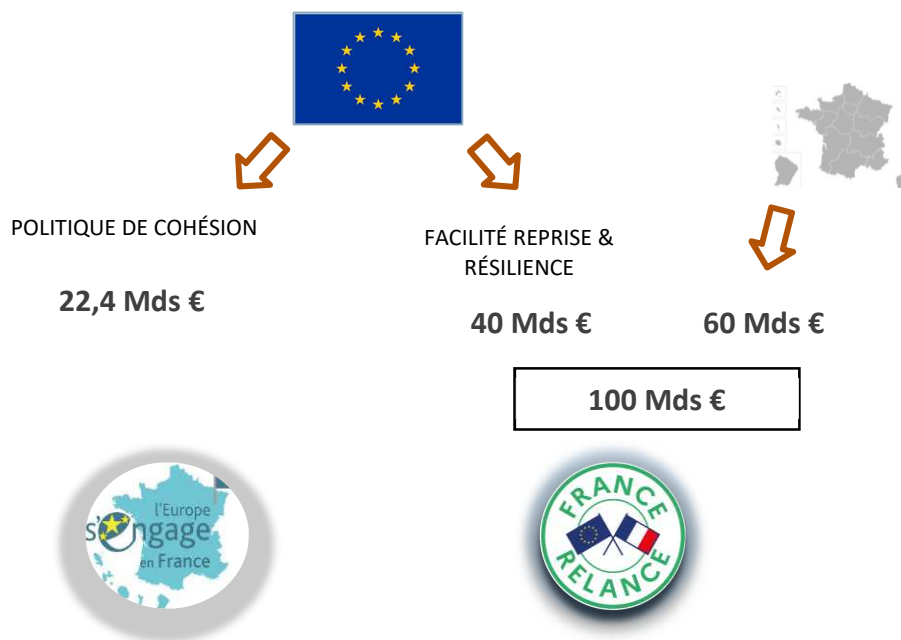 POLITIQUE DE COHÉSION
22,4 Mds €
FACILITÉ REPRISE &
RÉSILIENCE
40 Mds €
60 Mds €
100 Mds €
l'Europe
s'engage
en France
FRANCE
RELANCE